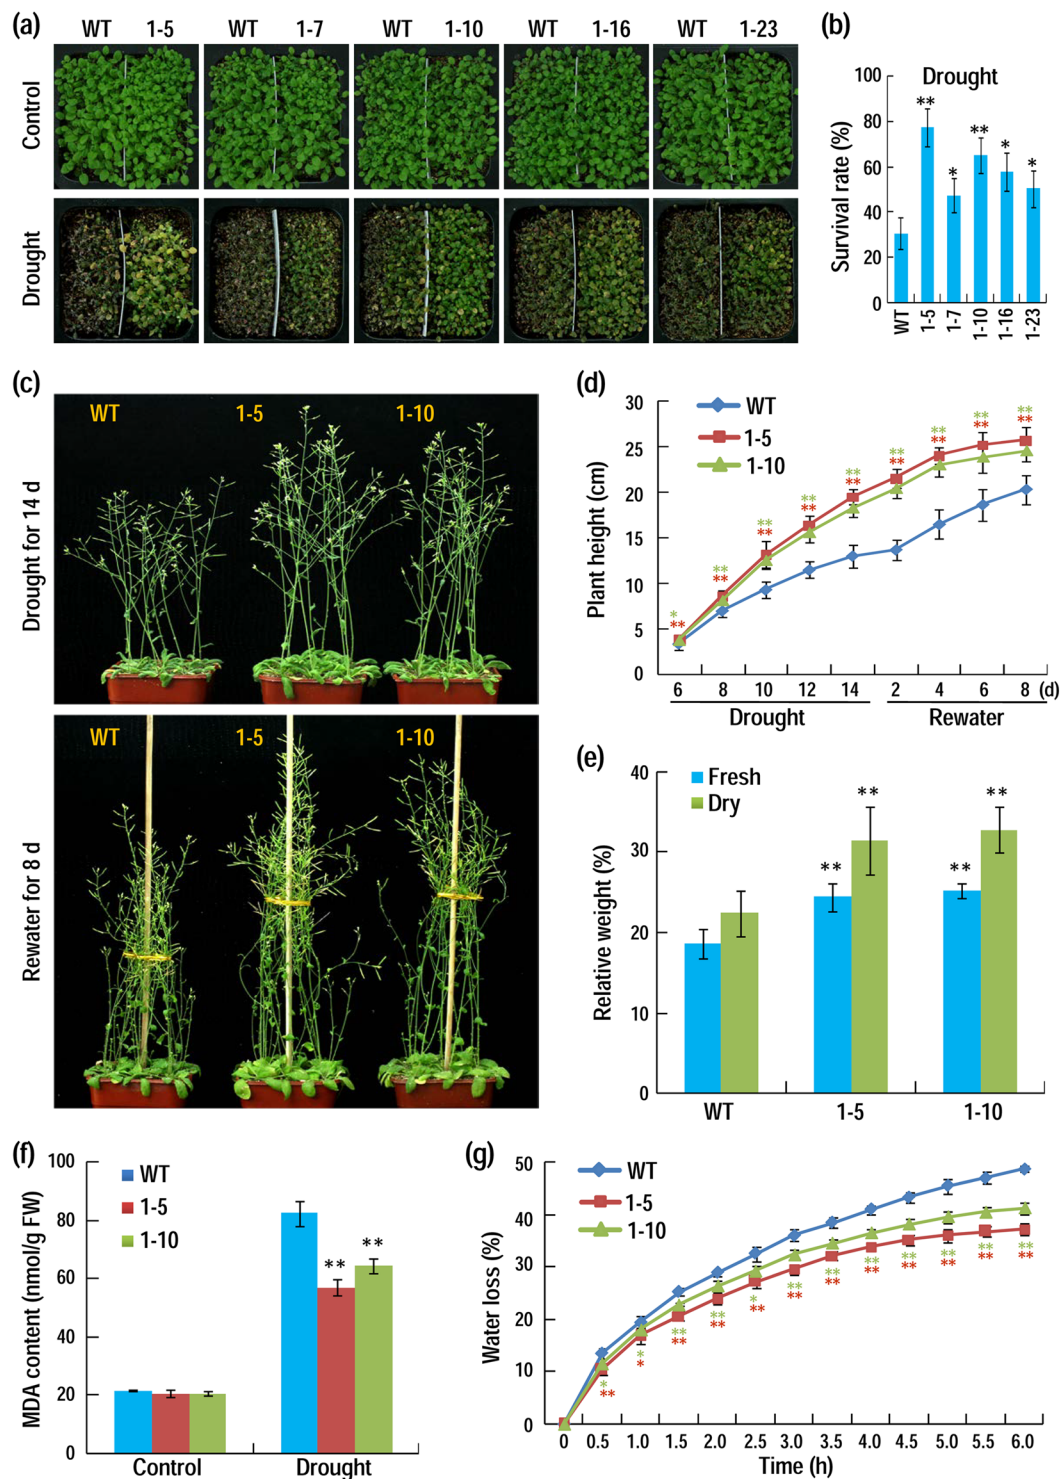 (a)
WT 1-5 WT 1-7 WT 1-10 WT 1-16 WT 1-23
Control
Drought
(b)
Drought
Survival rate (%)
100
80
60
40
20
0
** * ** * *
WT 1-5 1-7 1-10 1-16 1-23
(c)
Drought for 14 d
WT 1-5 1-10
Rewater for 8 d
WT 1-5 1-10
(d)
Plant height (cm)
30
25
20
15
10
5
0
WT
1-5
1-10
* ** ** ** ** ** ** ** **
** ** ** ** ** ** ** ** **
6 8 10 12 14 2 4 6 8 (d)
Drought Rewater
(e)
Relative weight (%)
40
30
20
10
0
Fresh
Dry
** ** ** **
WT 1-5 1-10
(f)
MDA content (nmol/g FW)
100
80
60
40
20
0
WT
1-5
1-10
** **
Control Drought
(g)
Water loss (%)
50
40
30
20
10
0
WT
1-5
1-10
* * ** ** * ** ** ** ** ** ** **
** * ** ** ** ** ** ** ** ** ** **
0 0.5 1.0 1.5 2.0 2.5 3.0 3.5 4.0 4.5 5.0 5.5 6.0
Time (h)